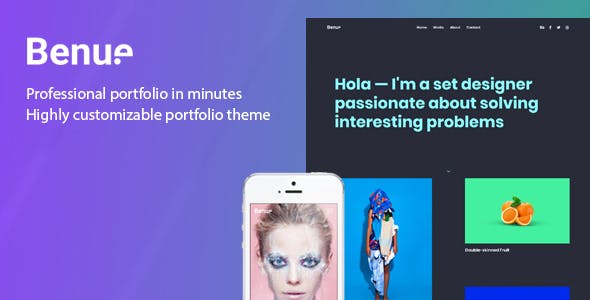 Benue
Professional portfolio in minutes
Highly customizable portfolio theme
Benue
Home Works About Contact
Hola — I'm a set designer
passionate about solving
interesting problems
Benue
Double-skinned Fruit